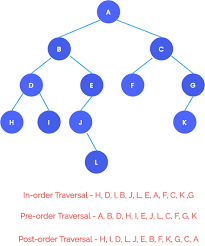 A
B
C
D
E
F
G
H
I
J
K
L
In-order Traversal - H, D, I, B, J, L, E, A, F, C, K ,G
Pre-order Traversal - A, B, D, H, I, E, J, L, C, F, G, K
Post-order Traversal - H, I, D, L, J, E, B, F, K, G, C, A